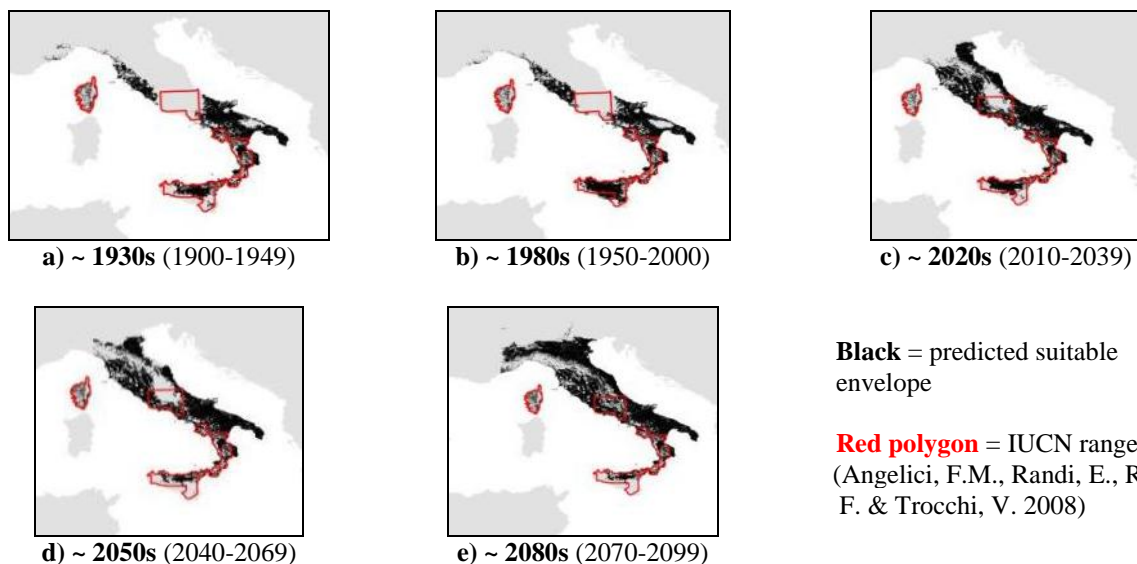 a) ~ 1930s (1900-1949)
b) ~ 1980s (1950-2000)
c) ~ 2020s (2010-2039)
Black = predicted suitable
envelope
Red polygon = IUCN range
(Angelici, F.M., Randi, E., R
F. & Trocchi, V. 2008)
d) ~ 2050s (2040-2069)
e) ~ 2080s (2070-2099)